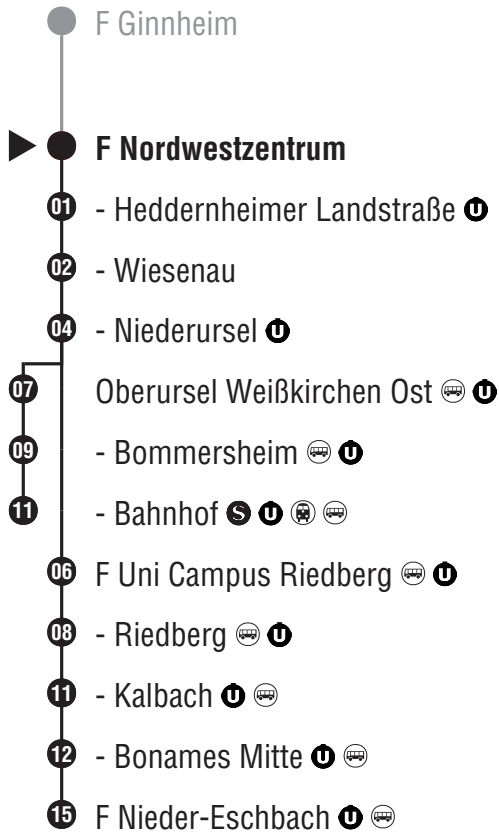 F Ginnheim
F Nordwestzentrum
01 - Heddernheimer Landstraße U
02 - Wiesenau
04 - Niederursel U
07 Oberursel Weißkirchen Ost U
09 - Bommersheim U
11 - Bahnhof S U
06 F Uni Campus Riedberg U
08 - Riedberg U
11 - Kalbach U
12 - Bonames Mitte U
15 F Nieder-Eschbach U